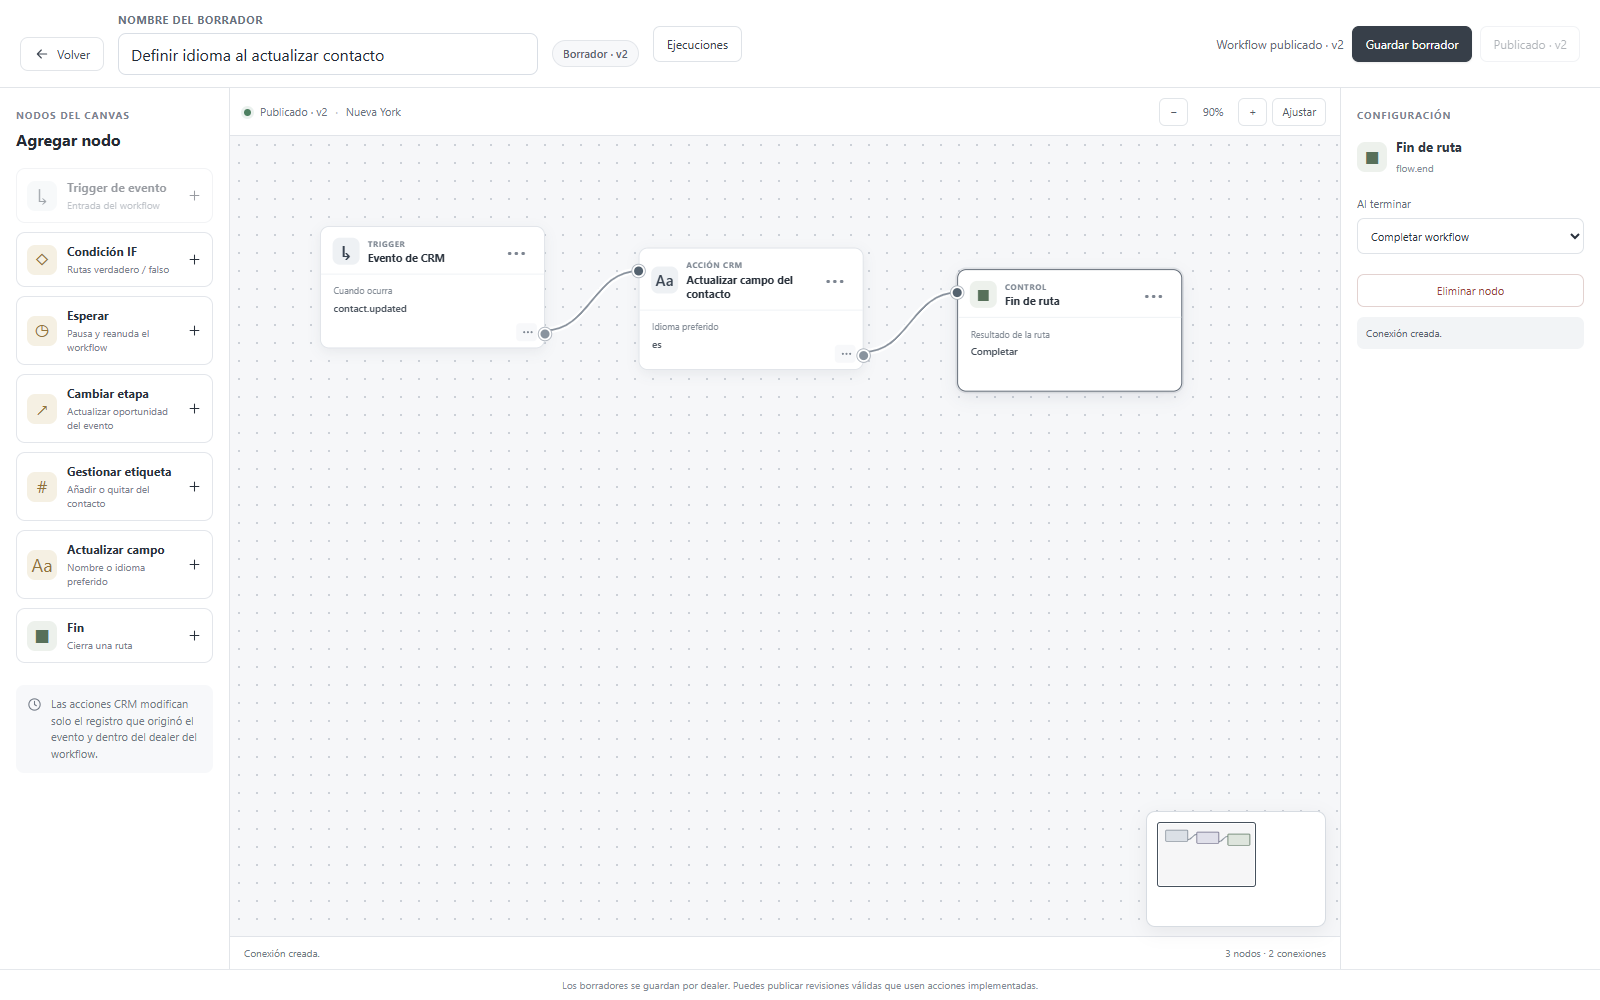 NOMBRE DEL BORRADOR
← Volver
Definir idioma al actualizar contacto
Borrador · v2
Ejecuciones
Workflow publicado · v2
Guardar borrador
Publicado · v2
NODOS DEL CANVAS
Agregar nodo
Trigger de evento
Entrada del workflow
+
Condición IF
Rutas verdadero / falso
+
Esperar
Pausa y reanuda el
workflow
+
Cambiar etapa
Actualizar oportunidad
del evento
+
#
Gestionar etiqueta
Añadir o quitar del
contacto
+
Aa
Actualizar campo
Nombre o idioma
preferido
+
Fin
Cierra una ruta
+
Las acciones CRM modifican
solo el registro que originó el
evento y dentro del dealer del
workflow.
Publicado · v2 · Nueva York
−
90%
+
Ajustar
TRIGGER
Evento de CRM
Cuando ocurra
contact.updated
Aa
ACCIÓN CRM
Actualizar campo del
contacto
Idioma preferido
es
CONTROL
Fin de ruta
Resultado de la ruta
Completar
Conexión creada.
3 nodos · 2 conexiones
CONFIGURACIÓN
Fin de ruta
flow.end
Al terminar
Completar workflow
Eliminar nodo
Conexión creada.
Los borradores se guardan por dealer. Puedes publicar revisiones válidas que usen acciones implementadas.